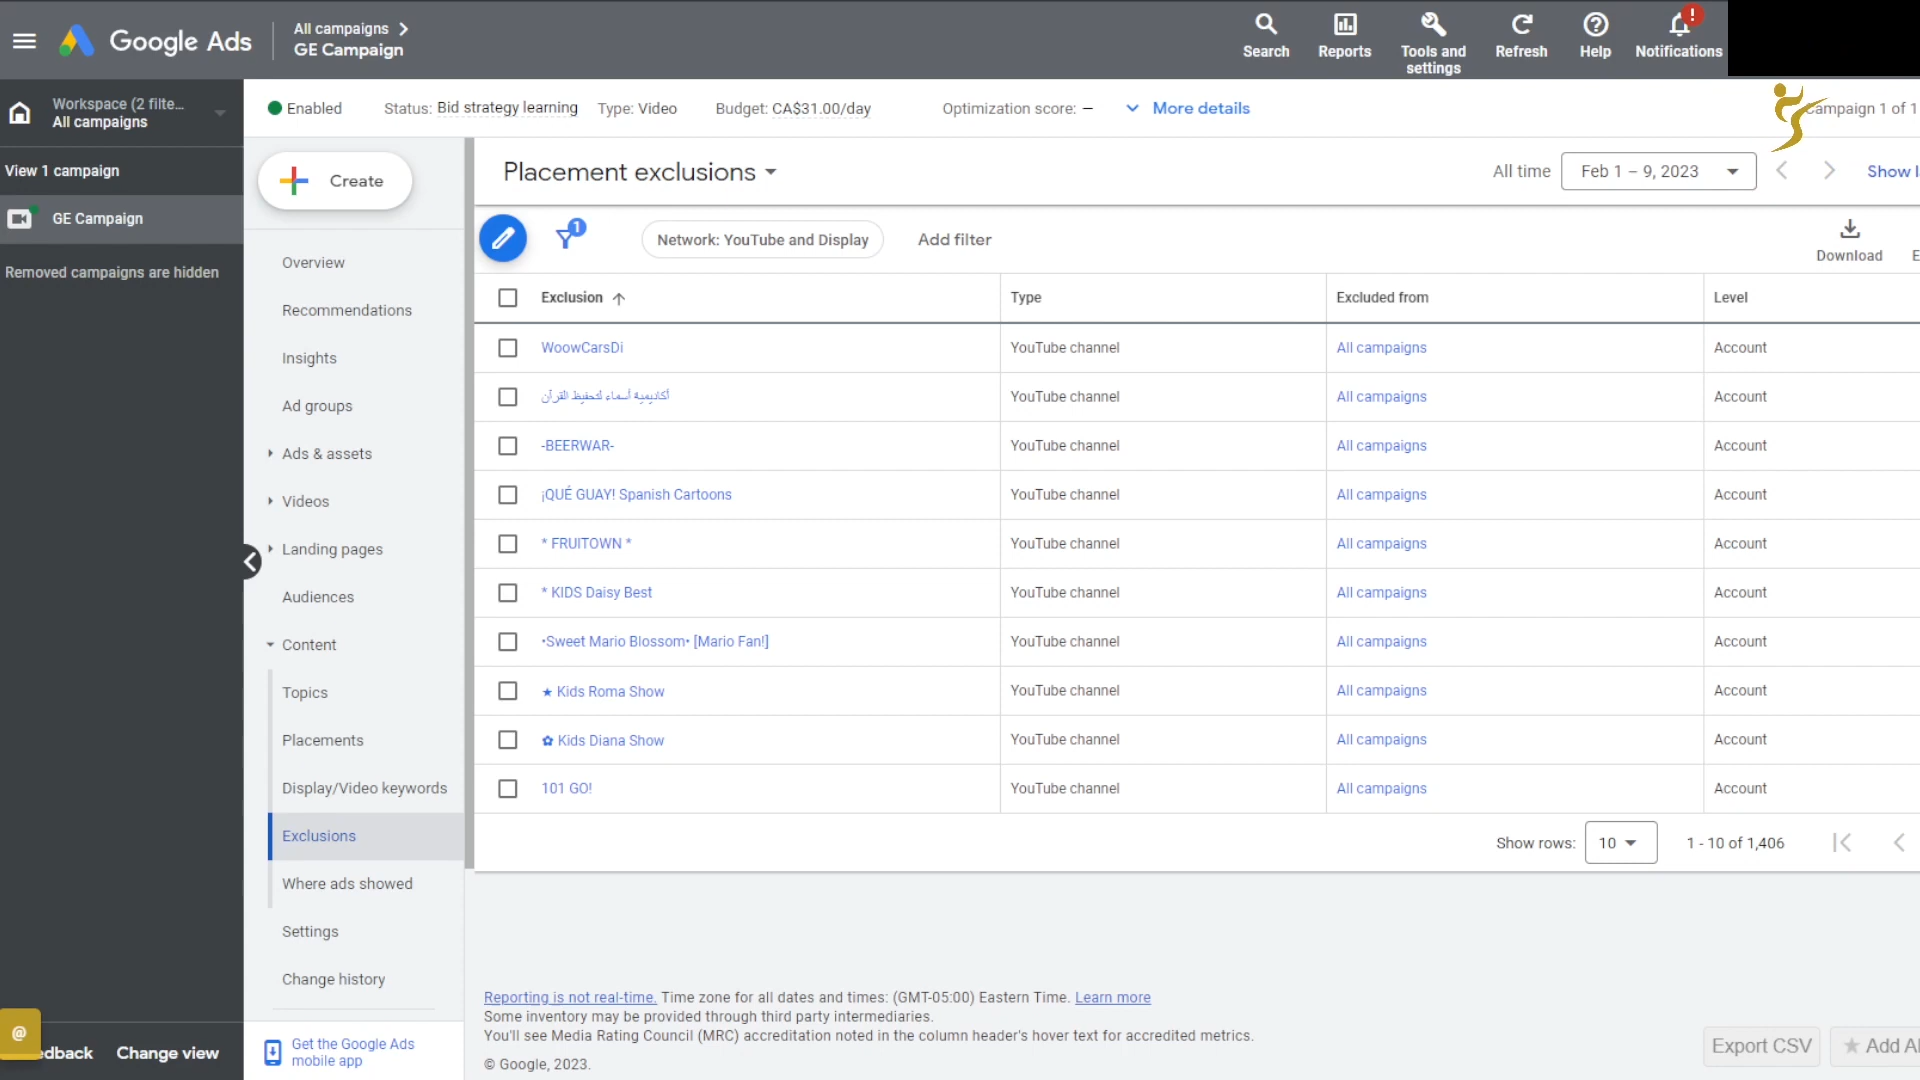 Google Ads
All campaigns
GE Campaign
Search
Reports
Tools and
settings
Refresh
Help
Notifications
Workspace (2 filte...
All campaigns
Enabled
Status: Bid strategy learning
Type: Video
Budget: CA$31.00/day
Optimization score: –
More details
Campaign 1 of 1
View 1 campaign
GE Campaign
Removed campaigns are hidden
Create
Placement exclusions
All time
Feb 1 – 9, 2023
Show
1
Network: YouTube and Display
Add filter
Download
Overview
Recommendations
Insights
Ad groups
Ads & assets
Videos
Landing pages
Audiences
Content
Topics
Placements
Display/Video keywords
Exclusions
Where ads showed
Settings
Change history
Exclusion Type Excluded from Level
WoowCarsDi YouTube channel All campaigns Account
أكاديمية أسماء لتحفيظ القرآن YouTube channel All campaigns Account
-BEERWAR- YouTube channel All campaigns Account
¡QUÉ GUAY! Spanish Cartoons YouTube channel All campaigns Account
* FRUITOWN * YouTube channel All campaigns Account
* KIDS Daisy Best YouTube channel All campaigns Account
•Sweet Mario Blossom• [Mario Fan!] YouTube channel All campaigns Account
★ Kids Roma Show YouTube channel All campaigns Account
✿ Kids Diana Show YouTube channel All campaigns Account
101 GO! YouTube channel All campaigns Account
Show rows: 10 1 - 10 of 1,406
Reporting is not real-time. Time zone for all dates and times: (GMT-05:00) Eastern Time. Learn more
Some inventory may be provided through third party intermediaries.
You'll see Media Rating Council (MRC) accreditation noted in the column header's hover text for accredited metrics.
© Google, 2023.
@
edback
Change view
Get the Google Ads
mobile app
Export CSV
★ Add